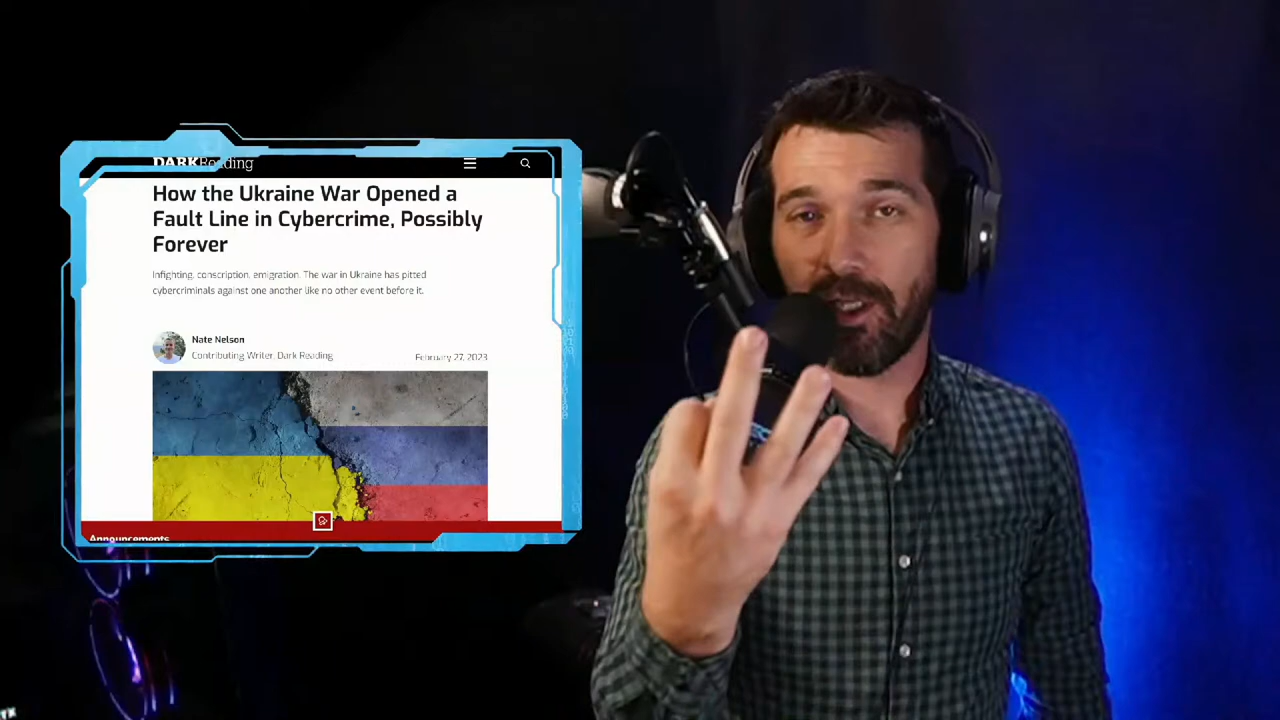 DARKReading
How the Ukraine War Opened a
Fault Line in Cybercrime, Possibly
Forever
Infighting, conscription, emigration. The war in Ukraine has pitted
cybercriminals against one another like no other event before it.
Nate Nelson
Contributing Writer, Dark Reading
February 27, 2023
Announcements
TK